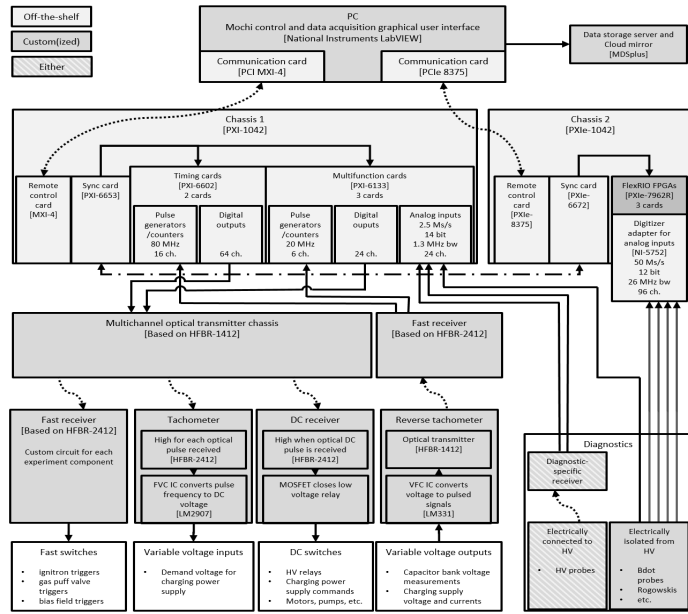 Off-the-shelf
Custom(ized)
Either
PC
Mochi control and data acquisition graphical user interface
[National Instruments LabVIEW]
Communication card
[PCI MXI-4]
Communication card
[PCIe 8375]
Data storage server and
Cloud mirror
[MDSplus]
Chassis 1
[PXI-1042]
Remote
control
card
[MXI-4]
Sync card
[PXI-6653]
Timing cards
[PXI-6602]
2 cards
Pulse
generators
/counters
80 MHz
16 ch.
Digital
outputs
64 ch.
Multifunction cards
[PXI-6133]
3 cards
Pulse
generators
/counters
20 MHz
6 ch.
Digital
outputs
24 ch.
Analog inputs
2.5 Ms/s
14 bit
1.3 MHz bw
24 ch.
Chassis 2
[PXIe-1042]
Remote
control
card
[PXIe-
8375]
Sync card
[PXIe-
6672]
FlexRIO FPGAs
[PXIe-7962R]
3 cards
Digitizer
adapter for
analog inputs
[NI-5752]
50 Ms/s
12 bit
26 MHz bw
96 ch.
Multichannel optical transmitter chassis
[Based on HFBR-1412]
Fast receiver
[Based on HFBR-2412]
Fast receiver
[Based on HFBR-2412]
Custom circuit for each
experiment component
Tachometer
High for each optical
pulse received
[HFBR-2412]
FVC IC converts pulse
frequency to DC
voltage
[LM2907]
DC receiver
High when optical DC
pulse is received
[HFBR-2412]
MOSFET closes low
voltage relay
Reverse tachometer
Optical transmitter
[HFBR-1412]
VFC IC converts
voltage to pulsed
signals
[LM331]
Diagnostics
Diagnostic-
specific
receiver
Electrically
connected to
HV
• HV probes
Electrically
isolated from
HV
• Bdot
probes
• Rogowskis
• etc.
Fast switches
• ignitron triggers
• gas puff valve
triggers
• bias field triggers
Variable voltage inputs
• Demand voltage for
charging power
supply
DC switches
• HV relays
• Charging power
supply commands
• Motors, pumps, etc.
Variable voltage outputs
• Capacitor bank voltage
measurements
• Charging supply
voltage and currents